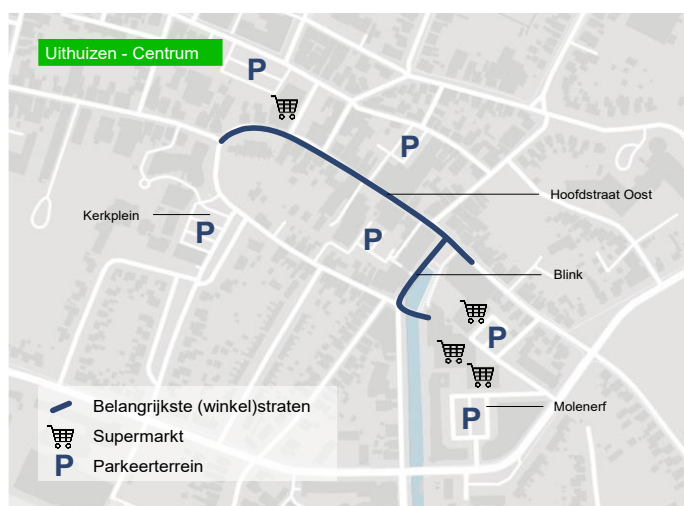 Uithuizen - Centrum
P
P
Hoofdstraat Oost
Kerkplein
P
P
Blink
P
Molenerf
P
Belangrijkste (winkel)straten
Supermarkt
P Parkeerterrein